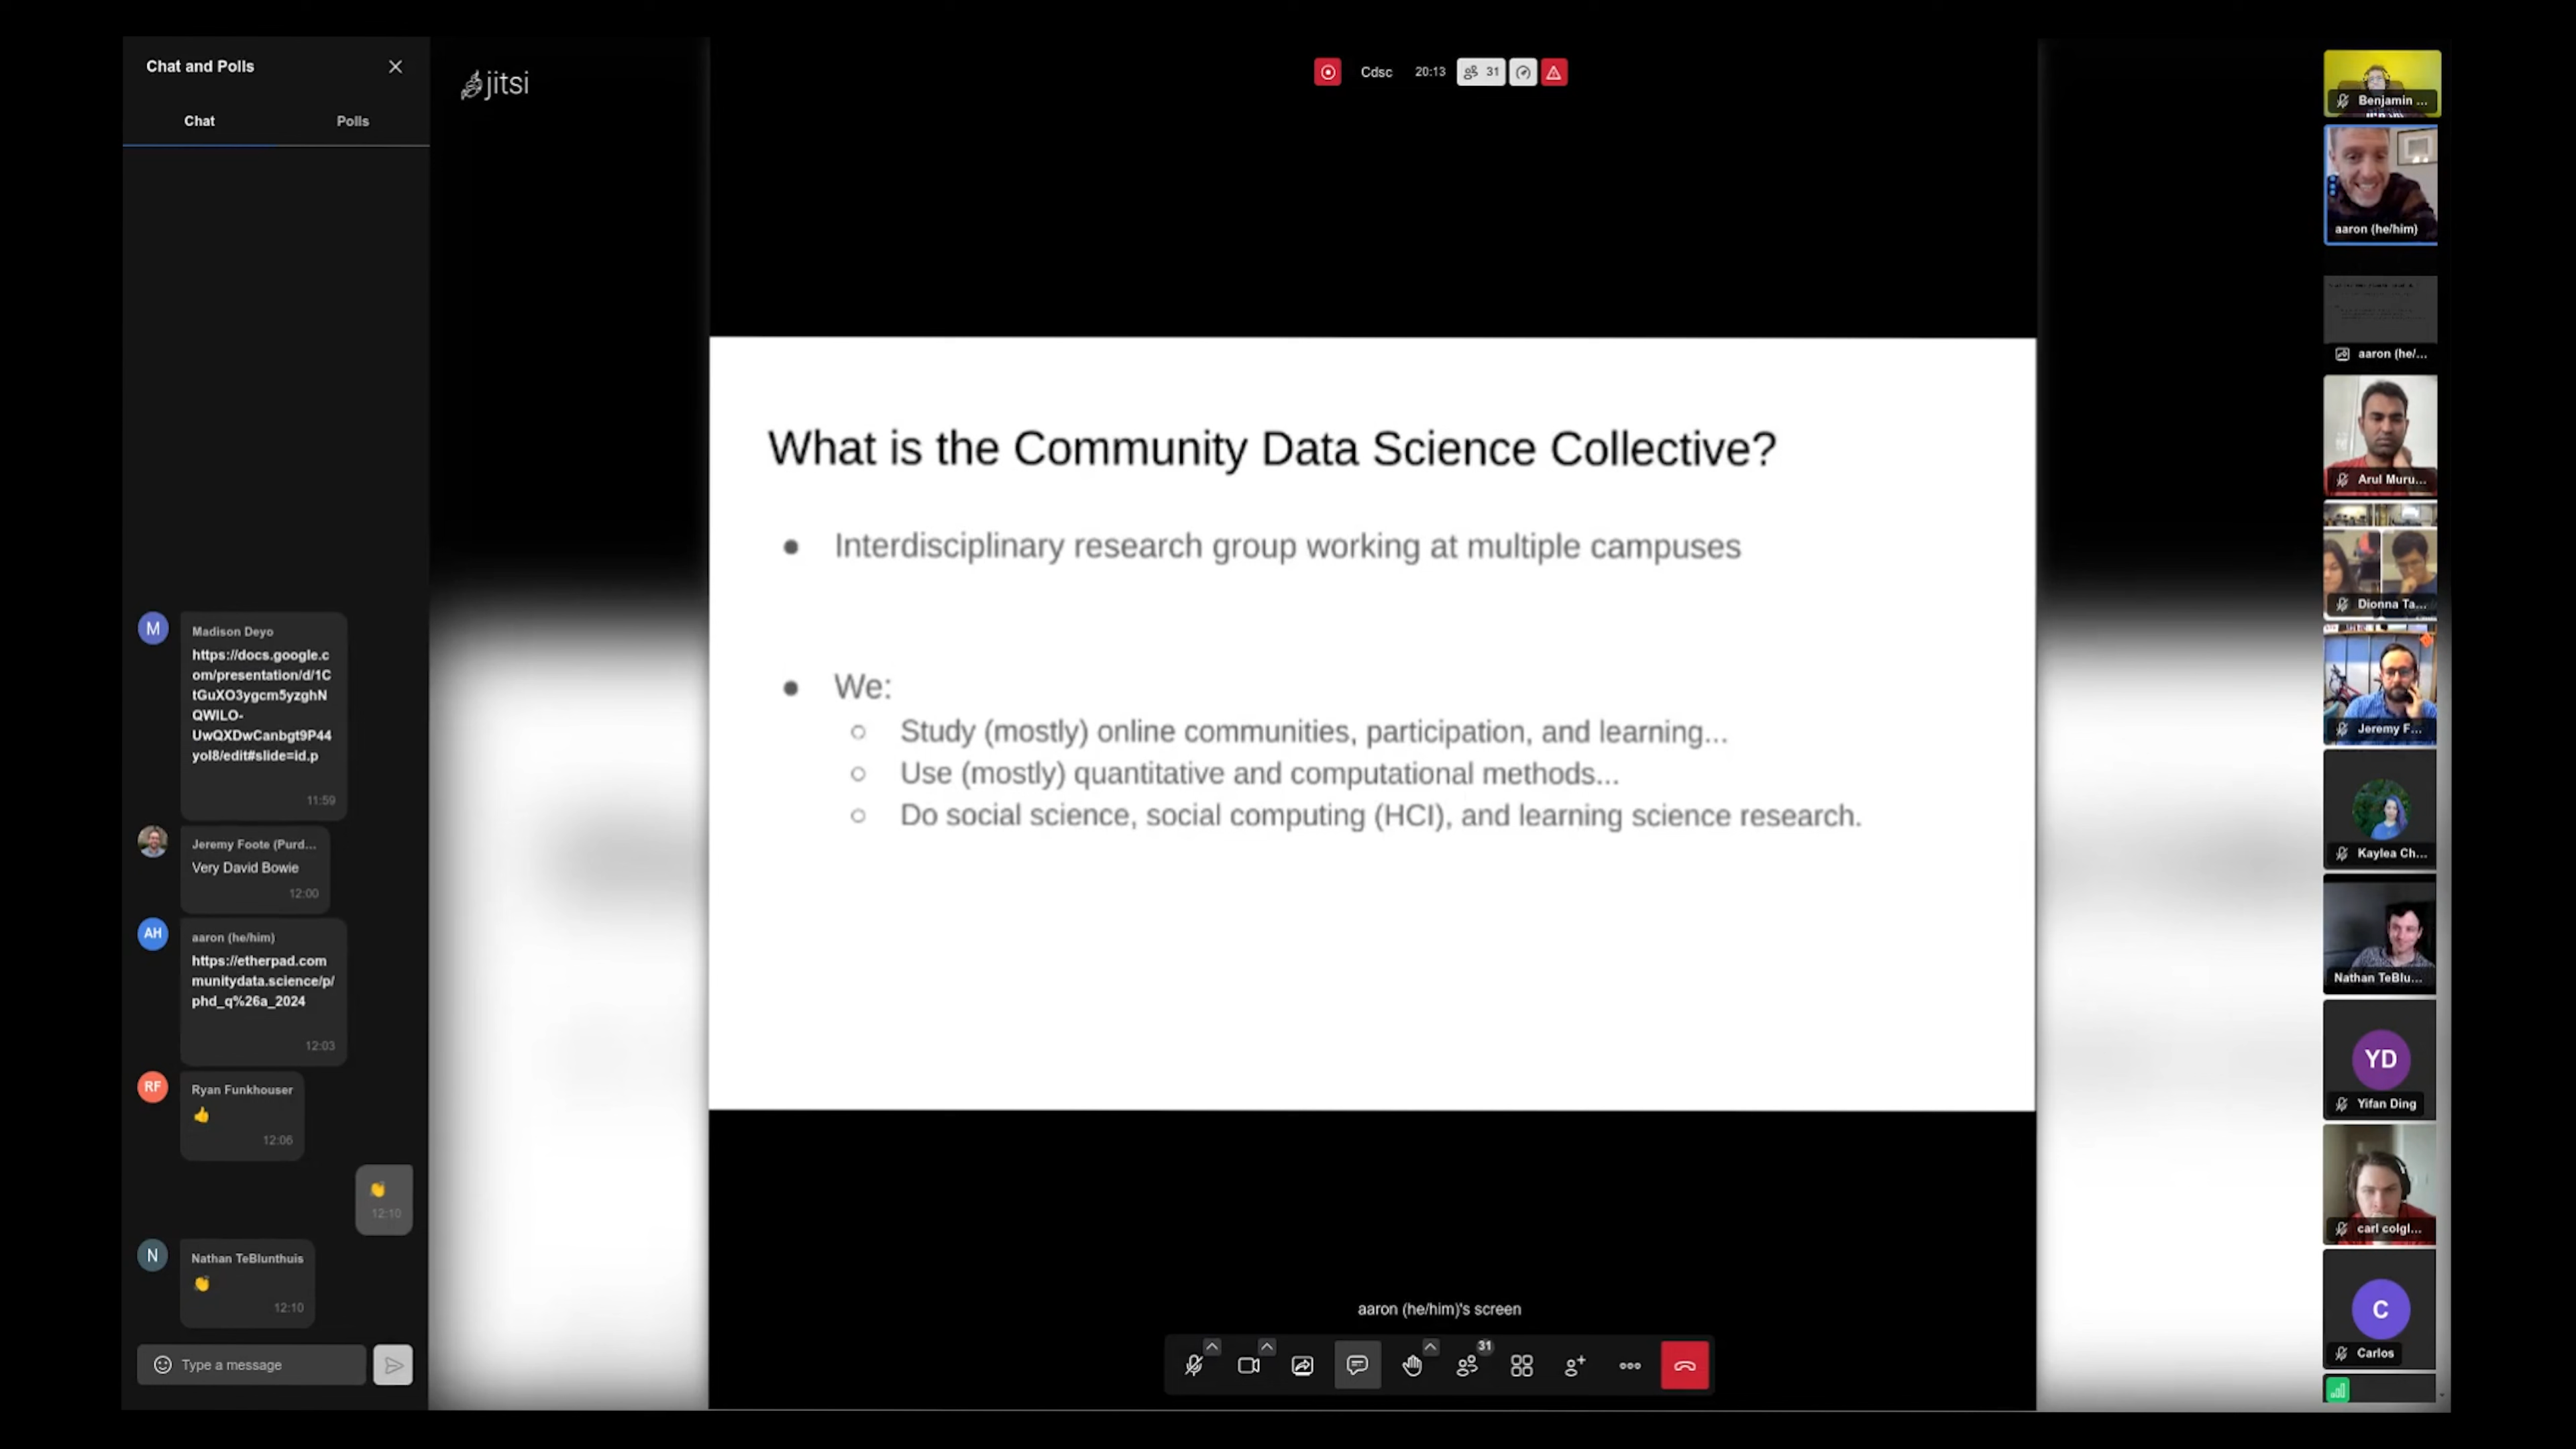 Chat and Polls
Chat
Polls
Madison Deyo
https://docs.google.c
om/presentation/d/1C
tGuXO3ygcm5yzghN
QWILO-
UwQXDwCanbgt9P44
yoI8/edit#slide=id.p
11:59
Jeremy Foote (Purd...
Very David Bowie
12:00
AH
aaron (he/him)
https://etherpad.com
munitydata.science/p/
phd_q%26a_2024
12:03
RF
Ryan Funkhouser
12:06
12:10
M
N
Nathan TeBlunthuis
12:10
Type a message
jitsi
Cdsc
20:13
31
What is the Community Data Science Collective?
● Interdisciplinary research group working at multiple campuses
● We:
○ Study (mostly) online communities, participation, and learning...
○ Use (mostly) quantitative and computational methods...
○ Do social science, social computing (HCI), and learning science research.
aaron (he/him)'s screen
31
Benjamin ...
aaron (he/him)
aaron (he/...
Arul Muru...
Dionna Ta...
Jeremy F...
Kaylea Ch...
Nathan TeBlu...
YD
Yifan Ding
carl colgl...
C
Carlos